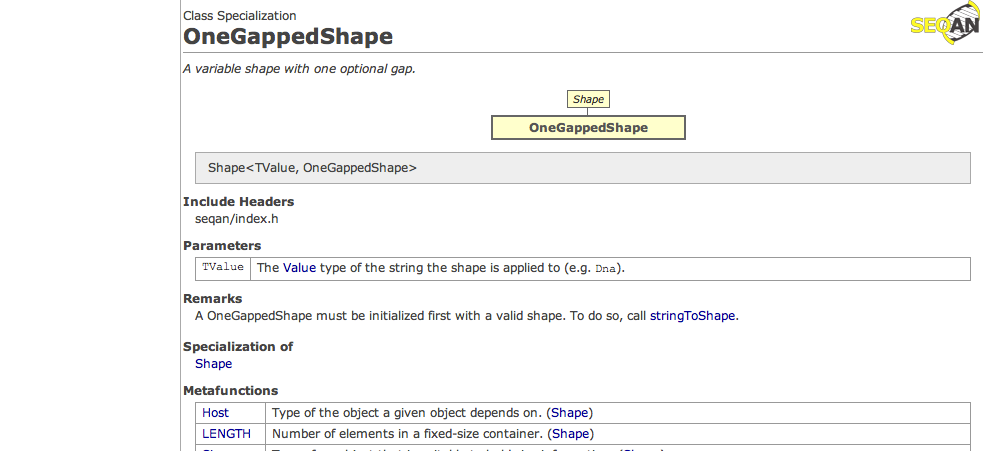 Class Specialization
OneGappedShape
SEQAN
A variable shape with one optional gap.
Shape
OneGappedShape
Shape<TValue, OneGappedShape>
Include Headers
seqan/index.h
Parameters
TValue The Value type of the string the shape is applied to (e.g. Dna).
Remarks
A OneGappedShape must be initialized first with a valid shape. To do so, call stringToShape.
Specialization of
Shape
Metafunctions
Host Type of the object a given object depends on. (Shape)
LENGTH Number of elements in a fixed-size container. (Shape)